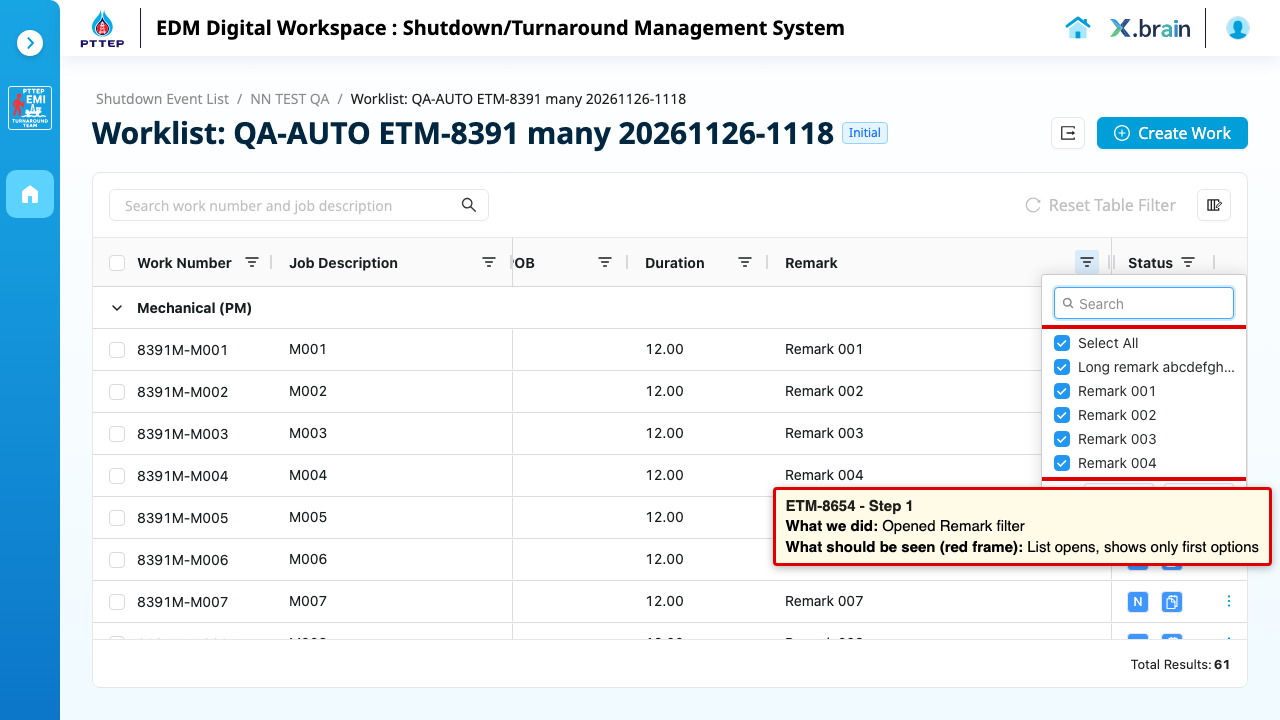 PTTEP
EDM Digital Workspace : Shutdown/Turnaround Management System
X.brain
PTTEP
EMI
TURNAROUND
TEAM
Shutdown Event List / NN TEST QA / Worklist: QA-AUTO ETM-8391 many 20261126-1118
Worklist: QA-AUTO ETM-8391 many 20261126-1118
Initial
Create Work
Search work number and job description
Reset Table Filter
Work Number Job Description OB Duration Remark Status
Search
Mechanical (PM)
Select All
8391M-M001 M001 12.00 Remark 001
Long remark abcdefgh...
8391M-M002 M002 12.00 Remark 002
Remark 001
Remark 002
8391M-M003 M003 12.00 Remark 003
Remark 003
Remark 004
8391M-M004 M004 12.00 Remark 004
ETM-8654 - Step 1
What we did: Opened Remark filter
What should be seen (red frame): List opens, shows only first options
8391M-M005 M005 12.00
8391M-M006 M006 12.00
8391M-M007 M007 12.00 Remark 007 N
Total Results: 61